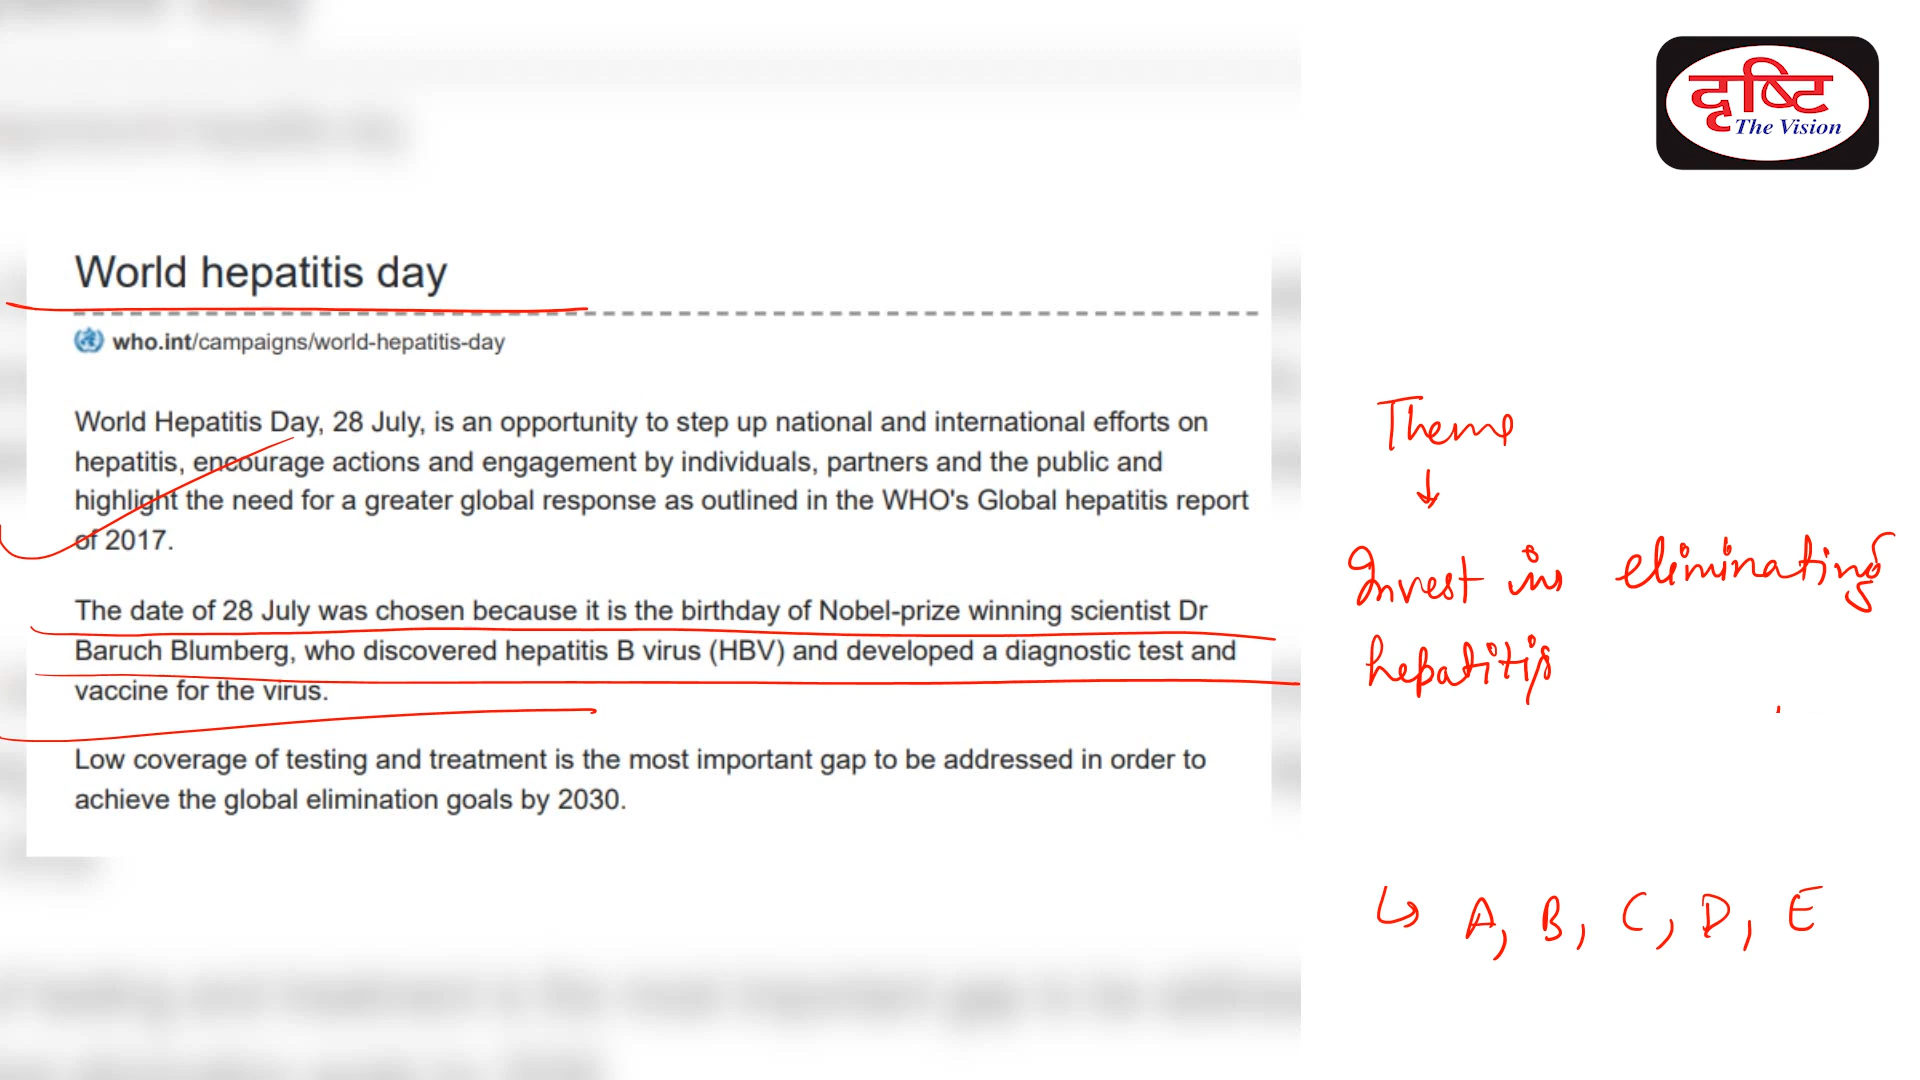 दृष्टि
The Vision
World hepatitis day
who.int/campaigns/world-hepatitis-day
World Hepatitis Day, 28 July, is an opportunity to step up national and international efforts on
hepatitis, encourage actions and engagement by individuals, partners and the public and
highlight the need for a greater global response as outlined in the WHO's Global hepatitis report
of 2017.
The date of 28 July was chosen because it is the birthday of Nobel-prize winning scientist Dr
Baruch Blumberg, who discovered hepatitis B virus (HBV) and developed a diagnostic test and
vaccine for the virus.
Low coverage of testing and treatment is the most important gap to be addressed in order to
achieve the global elimination goals by 2030.
Theme
↓
Invest in eliminating
hepatitis
↳ A, B, C, D, E